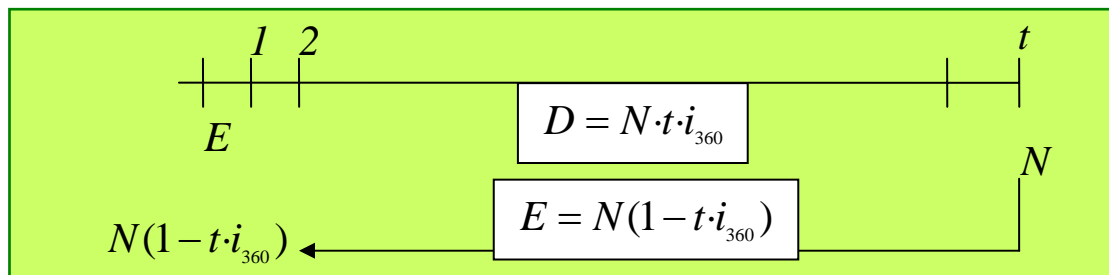 1 2 t
D = N·t·i₃₆₀
E
N
E = N(1−t·i₃₆₀)
N(1−t·i₃₆₀)